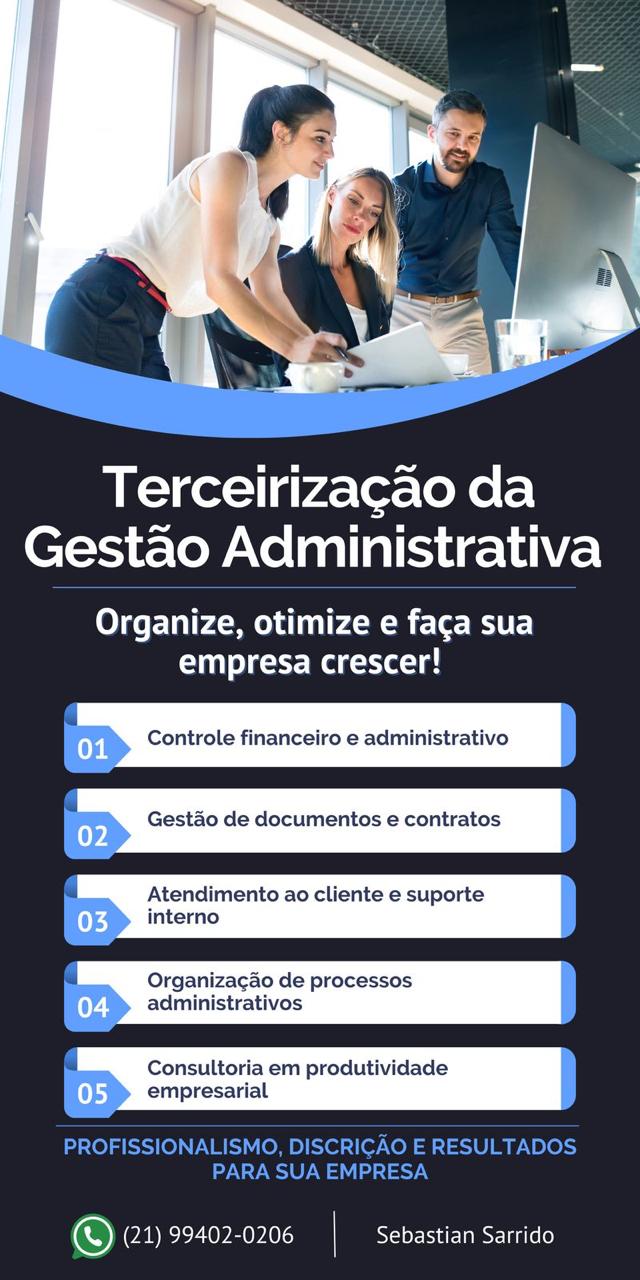 Terceirização da
Gestão Administrativa
Organize, otimize e faça sua
empresa crescer!
01
Controle financeiro e administrativo
02
Gestão de documentos e contratos
03
Atendimento ao cliente e suporte
interno
04
Organização de processos
administrativos
05
Consultoria em produtividade
empresarial
PROFISSIONALISMO, DISCRIÇÃO E RESULTADOS
PARA SUA EMPRESA
(21) 99402-0206
Sebastian Sarrido